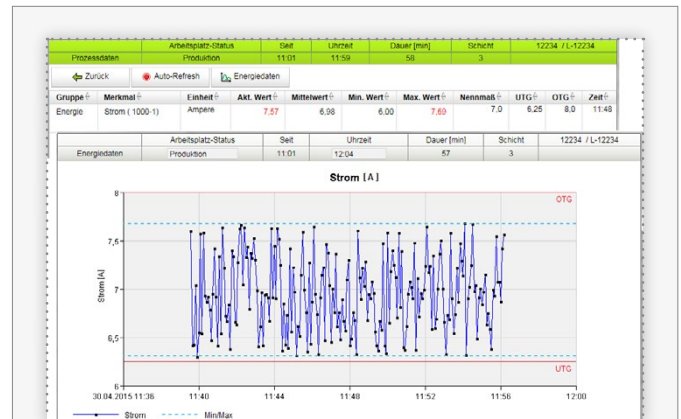 Arbeitsplatz-Status Seit Uhrzeit Dauer [min] Schicht 12234 / L-12234
Prozessdaten Produktion 11:01 11:59 56 3
Zurück Auto-Refresh Energiedaten
Gruppe Merkmal Einheit Akt. Wert Mittelwert Min. Wert Max. Wert Nennmaß UTG OTG Zeit
Energie Strom ( 1000-1) Ampere 7,57 6,98 6,00 7,69 7,0 6,25 8,0 11:48
Arbeitsplatz-Status Seit Uhrzeit Dauer [min] Schicht 12234 / L-12234
Energiedaten Produktion 11:01 12:04 57 3
Strom [A]
8
OTG
7,5
7
Strom [A]
6,5
UTG
6
30.04.2015 11:36 11:40 11:44 11:48 11:52 11:56 12:00
Strom Min/Max